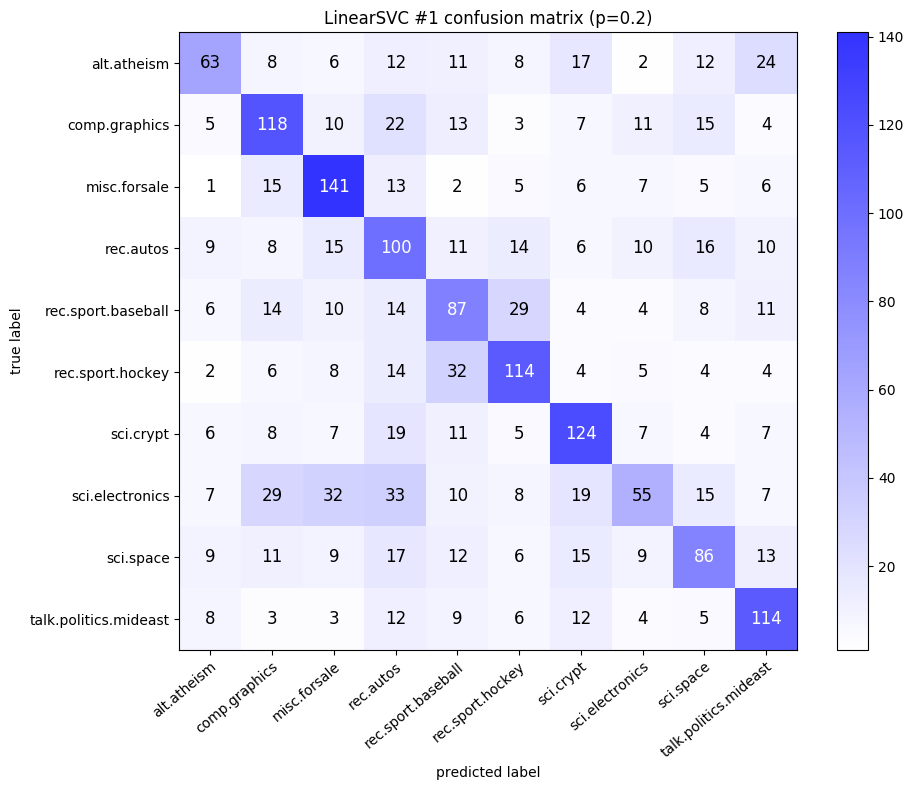 LinearSVC #1 confusion matrix (p=0.2)
true label
alt.atheism 63 8 6 12 11 8 17 2 12 24
comp.graphics 5 118 10 22 13 3 7 11 15 4
misc.forsale 1 15 141 13 2 5 6 7 5 6
rec.autos 9 8 15 100 11 14 6 10 16 10
rec.sport.baseball 6 14 10 14 87 29 4 4 8 11
rec.sport.hockey 2 6 8 14 32 114 4 5 4 4
sci.crypt 6 8 7 19 11 5 124 7 4 7
sci.electronics 7 29 32 33 10 8 19 55 15 7
sci.space 9 11 9 17 12 6 15 9 86 13
talk.politics.mideast 8 3 3 12 9 6 12 4 5 114
alt.atheism
comp.graphics
misc.forsale
rec.autos
rec.sport.baseball
rec.sport.hockey
sci.crypt
sci.electronics
sci.space
talk.politics.mideast
predicted label
140
120
100
80
60
40
20